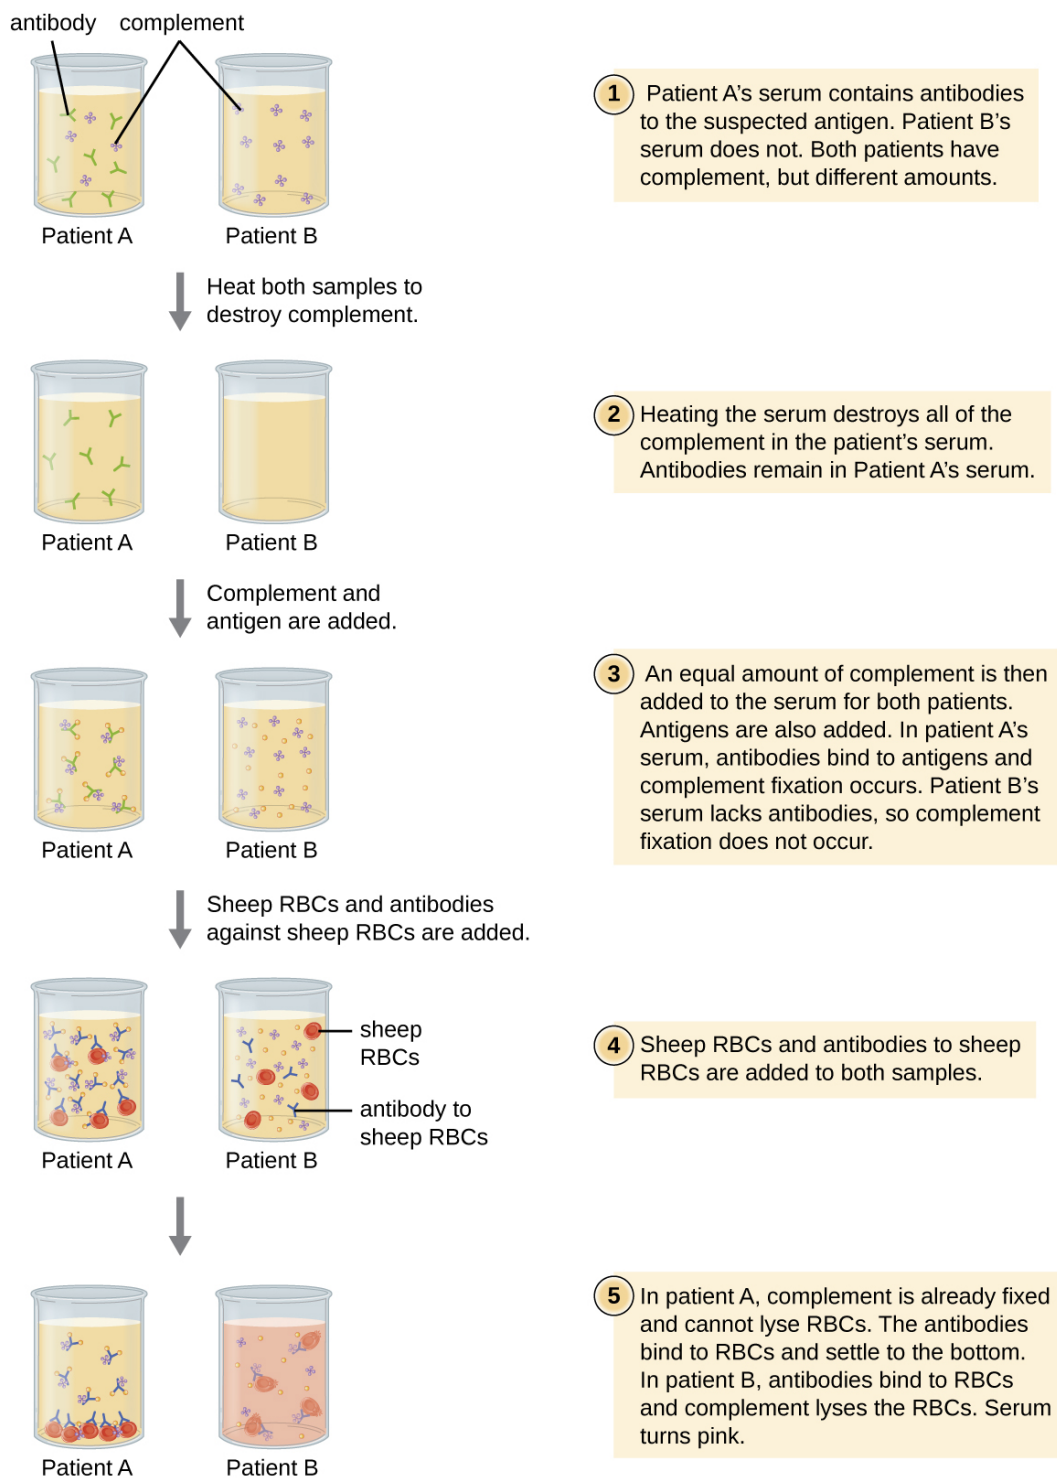 antibody complement
Patient A
Patient B
1 Patient A’s serum contains antibodies
to the suspected antigen. Patient B’s
serum does not. Both patients have
complement, but different amounts.
Heat both samples to
destroy complement.
Patient A
Patient B
2 Heating the serum destroys all of the
complement in the patient’s serum.
Antibodies remain in Patient A’s serum.
Complement and
antigen are added.
Patient A
Patient B
3 An equal amount of complement is then
added to the serum for both patients.
Antigens are also added. In patient A’s
serum, antibodies bind to antigens and
complement fixation occurs. Patient B’s
serum lacks antibodies, so complement
fixation does not occur.
Sheep RBCs and antibodies
against sheep RBCs are added.
sheep
RBCs
antibody to
sheep RBCs
Patient A
Patient B
4 Sheep RBCs and antibodies to sheep
RBCs are added to both samples.
Patient A
Patient B
5 In patient A, complement is already fixed
and cannot lyse RBCs. The antibodies
bind to RBCs and settle to the bottom.
In patient B, antibodies bind to RBCs
and complement lyses the RBCs. Serum
turns pink.